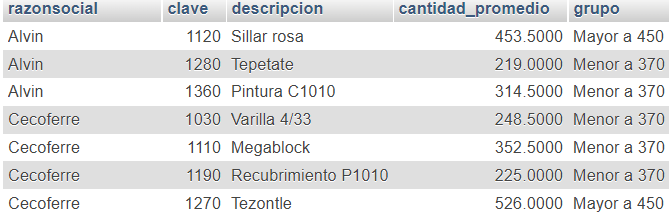 razonsocial clave descripcion cantidad_promedio grupo
Alvin 1120 Sillar rosa 453.5000 Mayor a 450
Alvin 1280 Tepetate 219.0000 Menor a 370
Alvin 1360 Pintura C1010 314.5000 Menor a 370
Cecoferre 1030 Varilla 4/33 248.5000 Menor a 370
Cecoferre 1110 Megablock 352.5000 Menor a 370
Cecoferre 1190 Recubrimiento P1010 225.0000 Menor a 370
Cecoferre 1270 Tezontle 526.0000 Mayor a 450